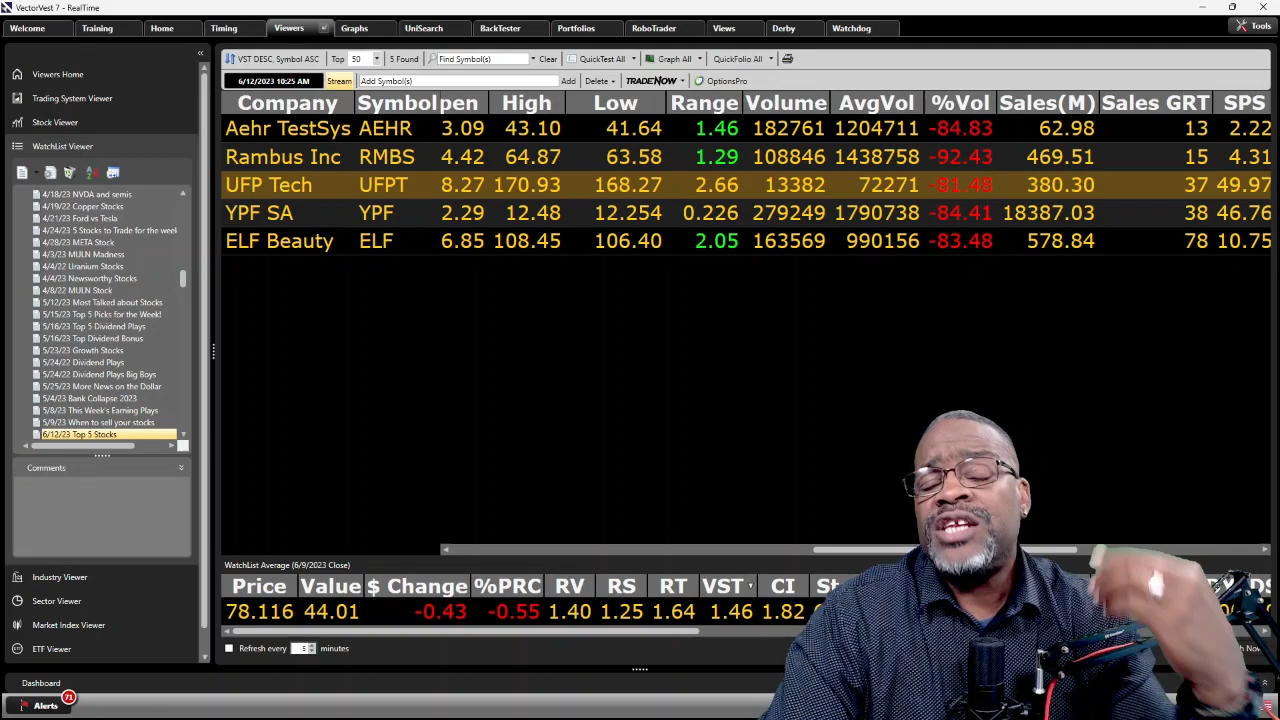 VectorVest 7 - RealTime
Welcome Training Home Timing Viewers Graphs UniSearch BackTester Portfolios RoboTrader Views Derby Watchdog Tools
VST DESC, Symbol ASC Top 50 5 Found Find Symbol(s) Clear QuickTest All Graph All QuickFolio All
6/12/2023 10:25 AM Stream Add Symbol(s) Add Delete TRADENOW OptionsPro
Viewers Home
Trading System Viewer
Stock Viewer
WatchList Viewer
4/18/23 NVDA and semis
4/19/22 Copper Stocks
4/21/23 Ford vs Tesla
4/24/23 5 Stocks to Trade for the week
4/28/23 META Stock
4/3/23 MULN Madness
4/4/22 Uranium Stocks
4/4/23 Newsworthy Stocks
4/8/22 MULN Stock
5/12/23 Most Talked about Stocks
5/15/23 Top 5 Picks for the Week!
5/16/23 Top 5 Dividend Plays
5/16/23 Top Dividend Bonus
5/23/23 Growth Stocks
5/24/22 Dividend Plays
5/24/22 Dividend Plays Big Boys
5/25/23 More News on the Dollar
5/4/23 Bank Collapse 2023
5/8/23 This Week's Earning Plays
5/9/23 When to sell your stocks
6/12/23 Top 5 Stocks
Comments
Industry Viewer
Sector Viewer
Market Index Viewer
ETF Viewer
Company Symbol pen High Low Range Volume AvgVol %Vol Sales(M) Sales GRT SPS
Aehr TestSys AEHR 3.09 43.10 41.64 1.46 182761 1204711 -84.83 62.98 13 2.22
Rambus Inc RMBS 4.42 64.87 63.58 1.29 108846 1438758 -92.43 469.51 15 4.31
UFP Tech UFPT 8.27 170.93 168.27 2.66 13382 72271 -81.48 380.30 37 49.97
YPF SA YPF 2.29 12.48 12.254 0.226 279249 1790738 -84.41 18387.03 38 46.76
ELF Beauty ELF 6.85 108.45 106.40 2.05 163569 990156 -83.48 578.84 78 10.75
WatchList Average (6/9/2023 Close)
Price Value $ Change %PRC RV RS RT VST CI
78.116 44.01 -0.43 -0.55 1.40 1.25 1.64 1.46 1.82
Refresh every 5 minutes
Dashboard
Alerts 71